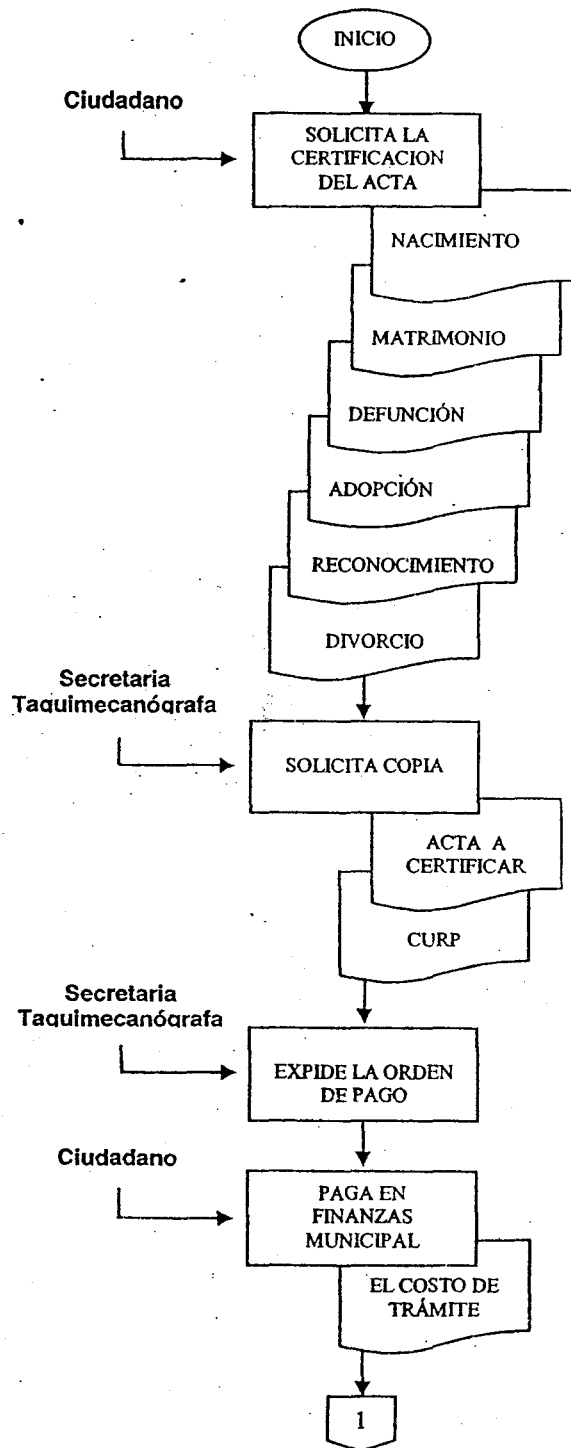 INICIO
Ciudadano
SOLICITA LA
CERTIFICACION
DEL ACTA
NACIMIENTO
MATRIMONIO
DEFUNCIÓN
ADOPCIÓN
RECONOCIMIENTO
DIVORCIO
Secretaria
Taquimecanógrafa
SOLICITA COPIA
ACTA A
CERTIFICAR
CURP
Secretaria
Taquimecanógrafa
EXPIDE LA ORDEN
DE PAGO
Ciudadano
PAGA EN
FINANZAS
MUNICIPAL
EL COSTO DE
TRÁMITE
1